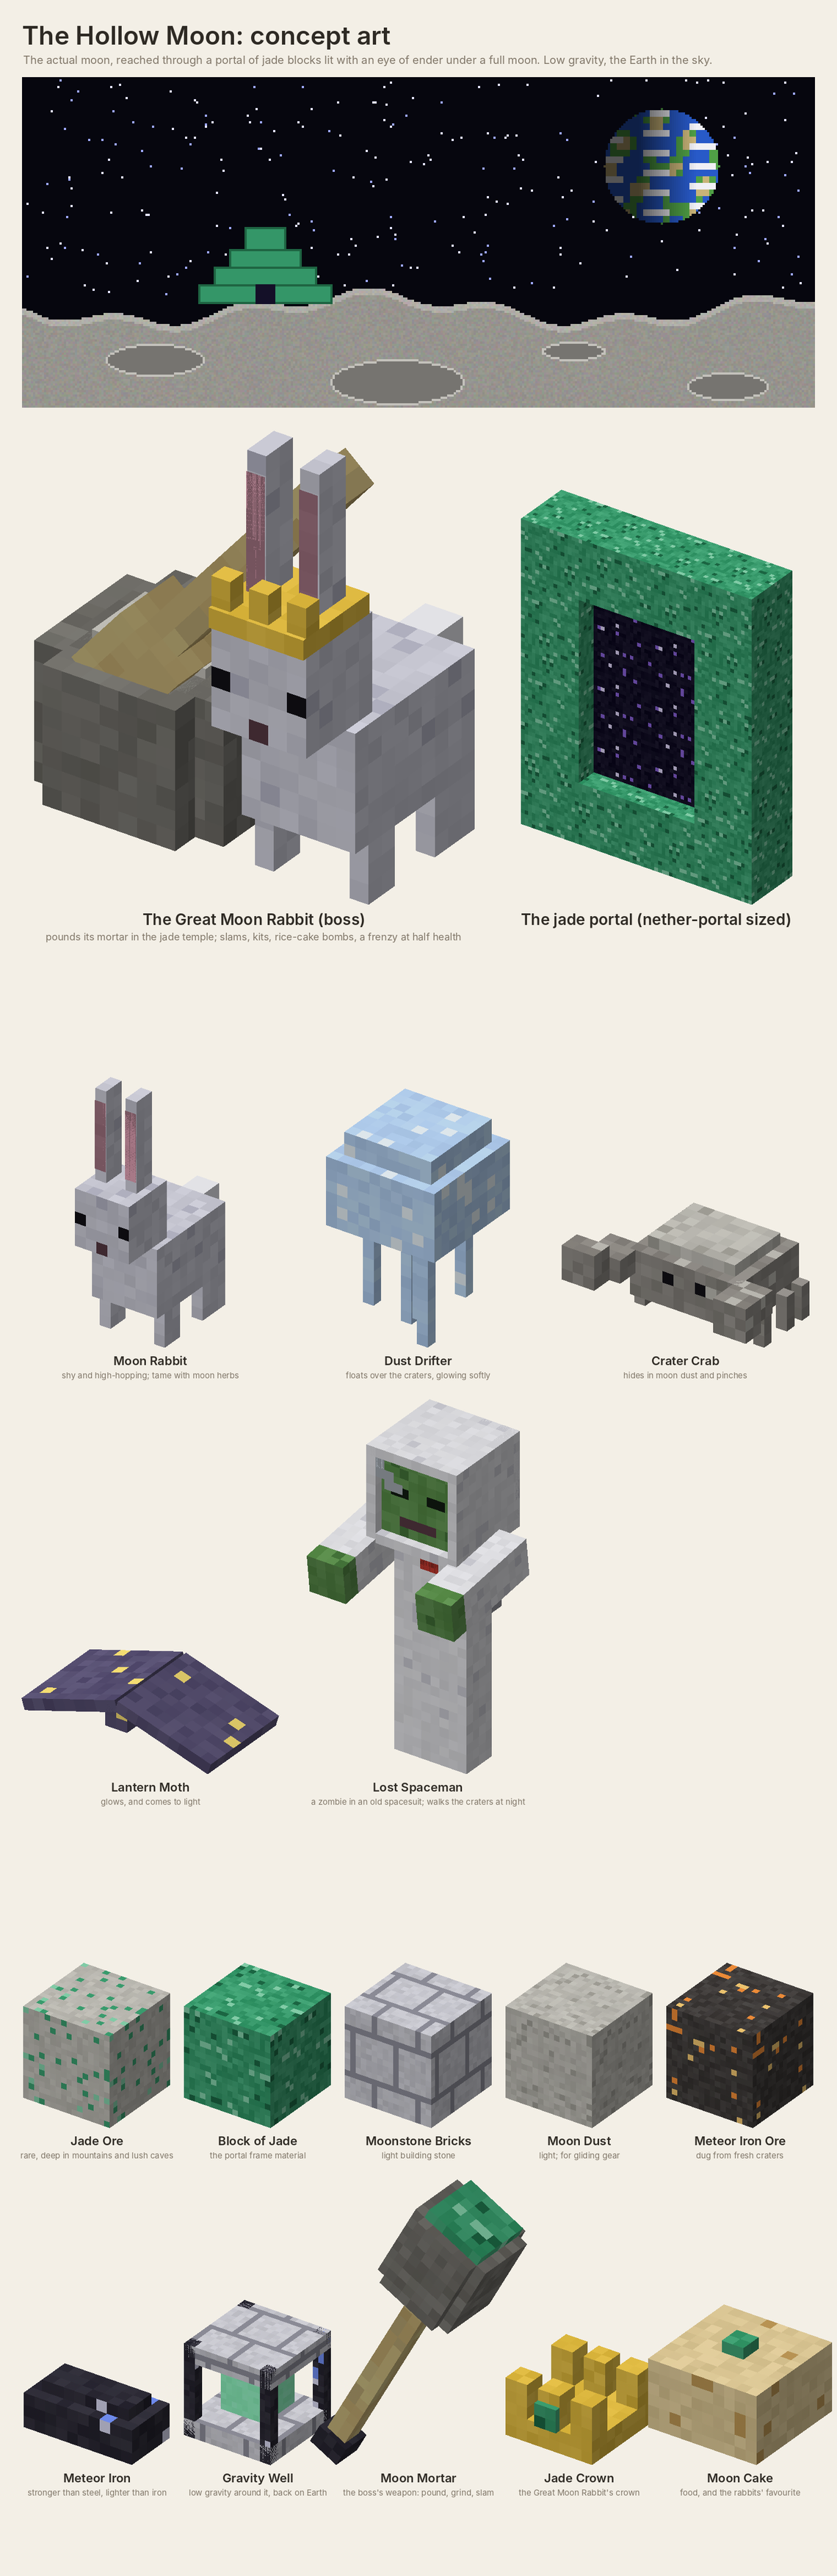 The Hollow Moon: concept art
The actual moon, reached through a portal of jade blocks lit with an eye of ender under a full moon. Low gravity, the Earth in the sky.
The Great Moon Rabbit (boss)
pounds its mortar in the jade temple; slams, kits, rice-cake bombs, a frenzy at half health
The jade portal (nether-portal sized)
Moon Rabbit
shy and high-hopping; tame with moon herbs
Dust Drifter
floats over the craters, glowing softly
Crater Crab
hides in moon dust and pinches
Lantern Moth
glows, and comes to light
Lost Spaceman
a zombie in an old spacesuit; walks the craters at night
Jade Ore
rare, deep in mountains and lush caves
Block of Jade
the portal frame material
Moonstone Bricks
light building stone
Moon Dust
light; for gliding gear
Meteor Iron Ore
dug from fresh craters
Meteor Iron
stronger than steel, lighter than iron
Gravity Well
low gravity around it, back on Earth
Moon Mortar
the boss's weapon: pound, grind, slam
Jade Crown
the Great Moon Rabbit's crown
Moon Cake
food, and the rabbits' favourite